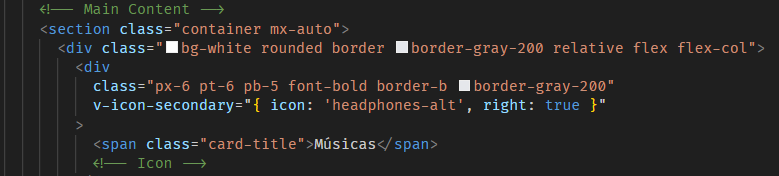 <!-- Main Content -->
<section class="container mx-auto">
<div class="bg-white rounded border border-gray-200 relative flex flex-col">
<div
class="px-6 pt-6 pb-5 font-bold border-b border-gray-200"
v-icon-secondary="{ icon: 'headphones-alt', right: true }"
>
<span class="card-title">Músicas</span>
<!-- Icon -->